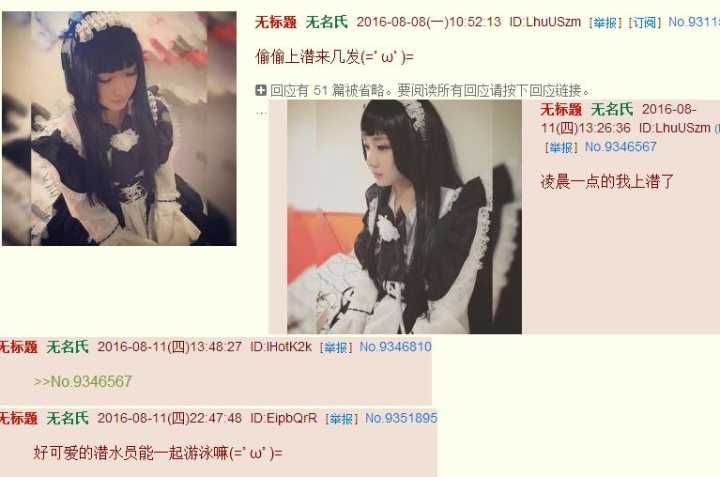 无标题 无名氏 2016-08-08(一)10:52:13 ID:LhuUSzm [举报] [订阅] No.9311
偷偷上潜来几发(=ﾟωﾟ)=
回应有 51 篇被省略。要阅读所有回应请按下回应链接。
…
无标题 无名氏 2016-08-
11(四)13:26:36 ID:LhuUSzm
[举报] No.9346567
凌晨一点的我上潜了
无标题 无名氏 2016-08-11(四)13:48:27 ID:lHotK2k [举报] No.9346810
>>No.9346567
无标题 无名氏 2016-08-11(四)22:47:48 ID:EipbQrR [举报] No.9351895
好可爱的潜水员能一起游泳嘛(=ﾟωﾟ)=